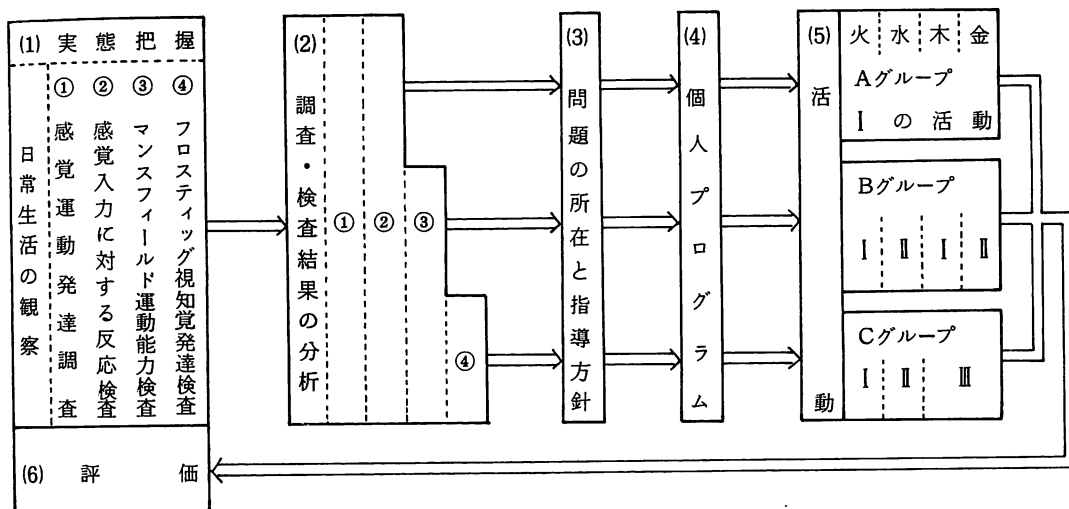 (1) 実態把握
日常生活の観察
① 感覚運動発達調査
② 感覚入力に対する反応検査
③ マンスフィールド運動能力検査
④ フロスティッグ視知覚発達検査
(2) 調査・検査結果の分析
①
②
③
④
(3) 問題の所在と指導方針
(4) 個人プログラム
(5) 活動
火 水 木 金
Aグループ
Ⅰの活動
Bグループ
Ⅰ Ⅱ Ⅰ Ⅱ
Cグループ
Ⅰ Ⅱ Ⅲ
(6) 評価